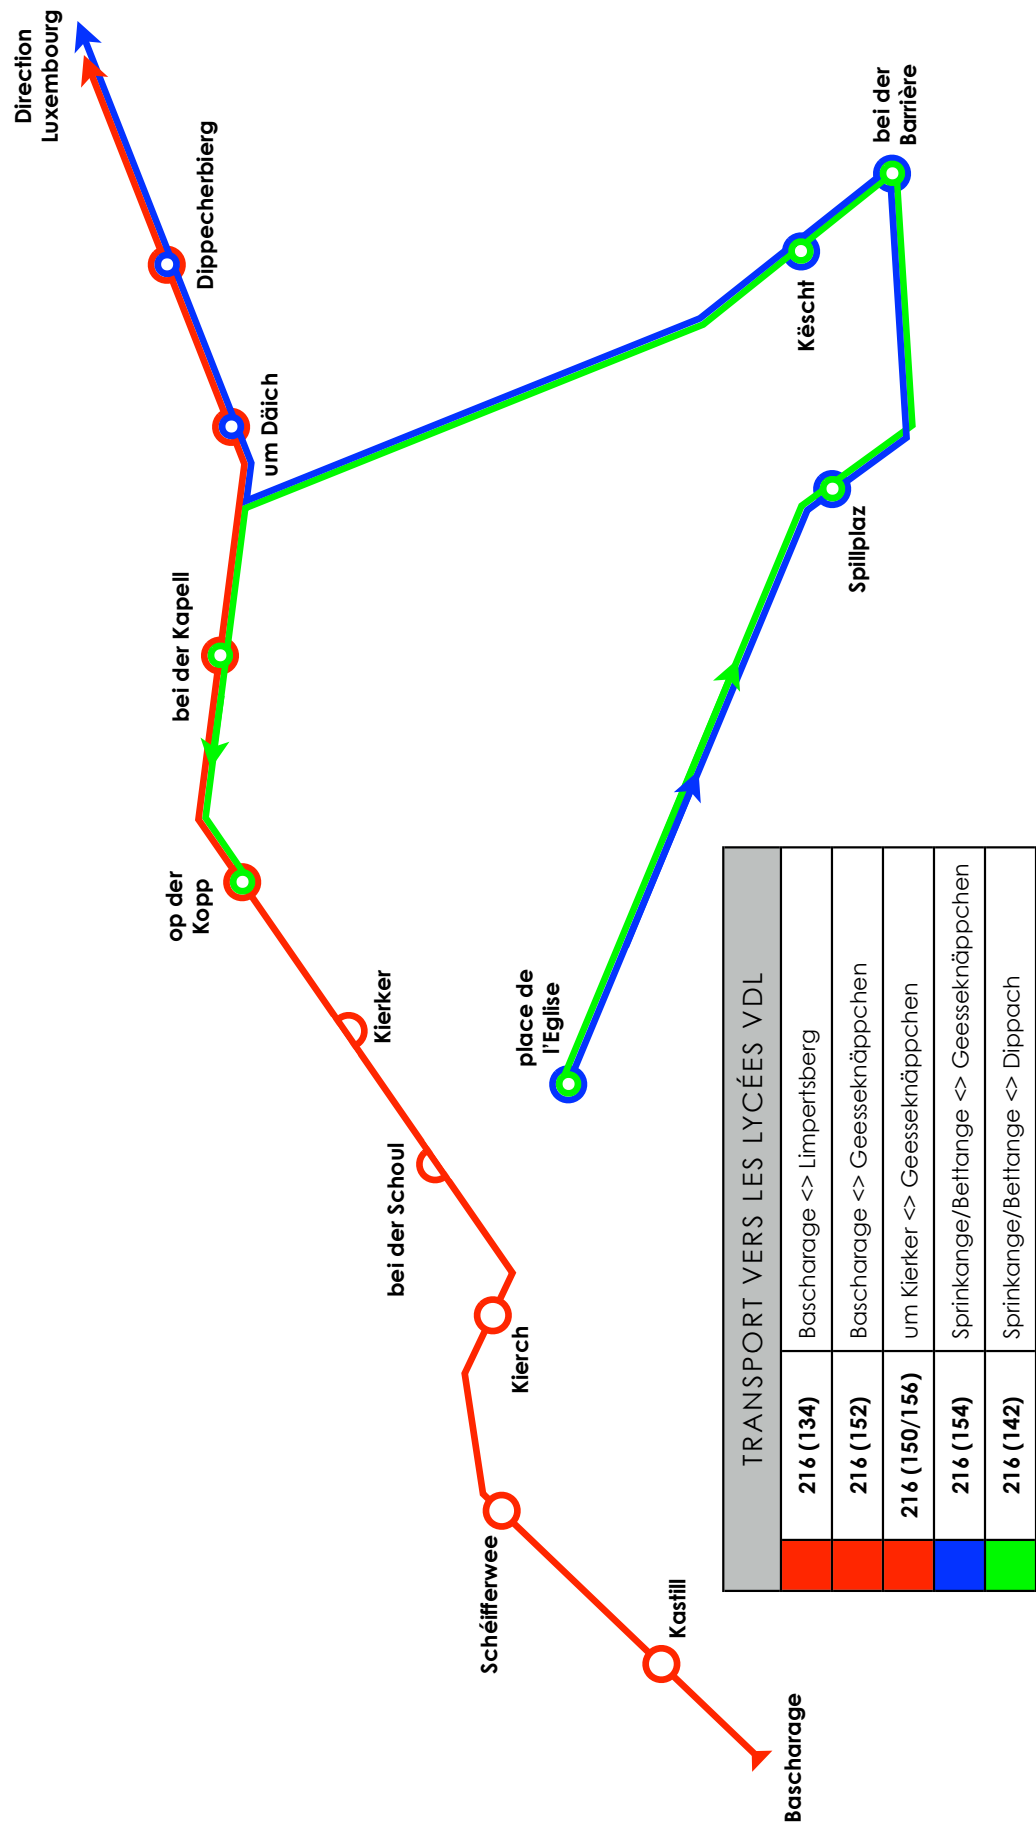 Direction
Luxembourg
Dippecherbierg
um Däich
bei der Kapell
op der
Kopp
Kierker
bei der Schoul
Kierch
Schéifferwee
Kastill
Bascharage
place de
l'Eglise
Spillplaz
Këscht
bei der
Barrière
TRANSPORT VERS LES LYCÉES VDL
216 (134) Bascharage <> Limpertsberg
216 (152) Bascharage <> Geesseknäppchen
216 (150/156) um Kierker <> Geesseknäppchen
216 (154) Sprinkange/Bettange <> Geesseknäppchen
216 (142) Sprinkange/Bettange <> Dippach